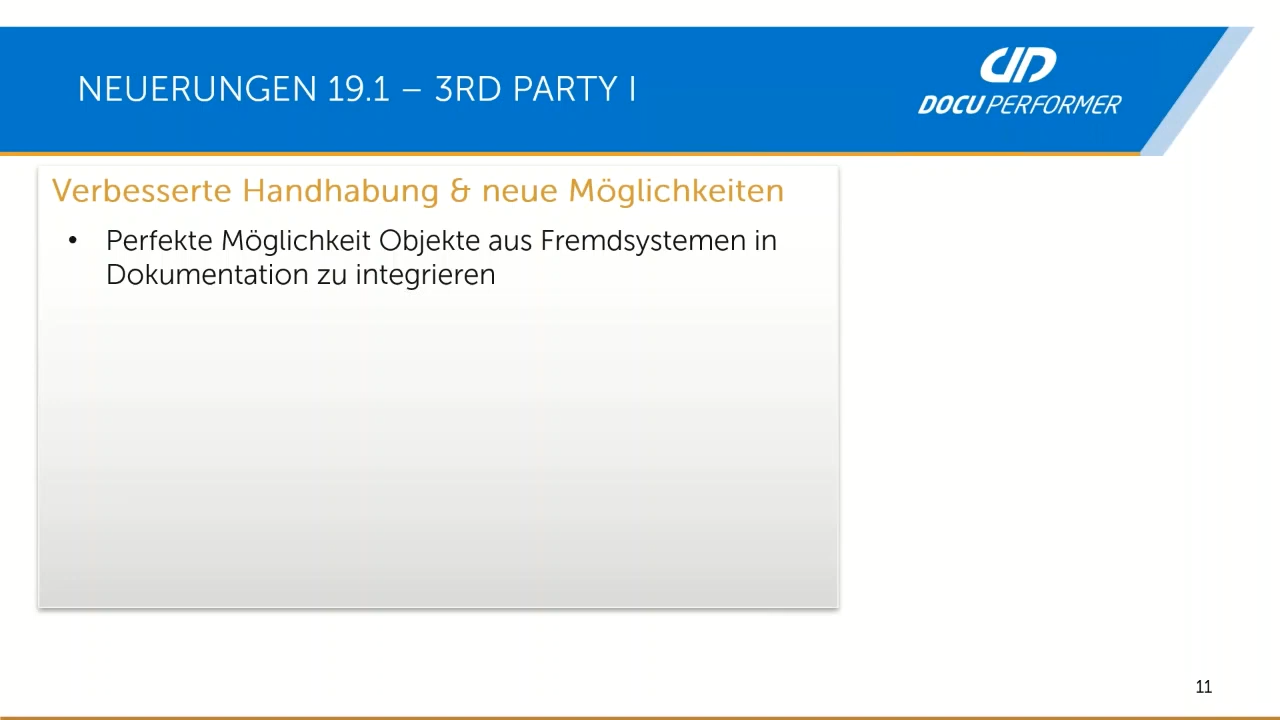 NEUERUNGEN 19.1 – 3RD PARTY I
DOCU PERFORMER
Verbesserte Handhabung & neue Möglichkeiten
• Perfekte Möglichkeit Objekte aus Fremdsystemen in
Dokumentation zu integrieren
11